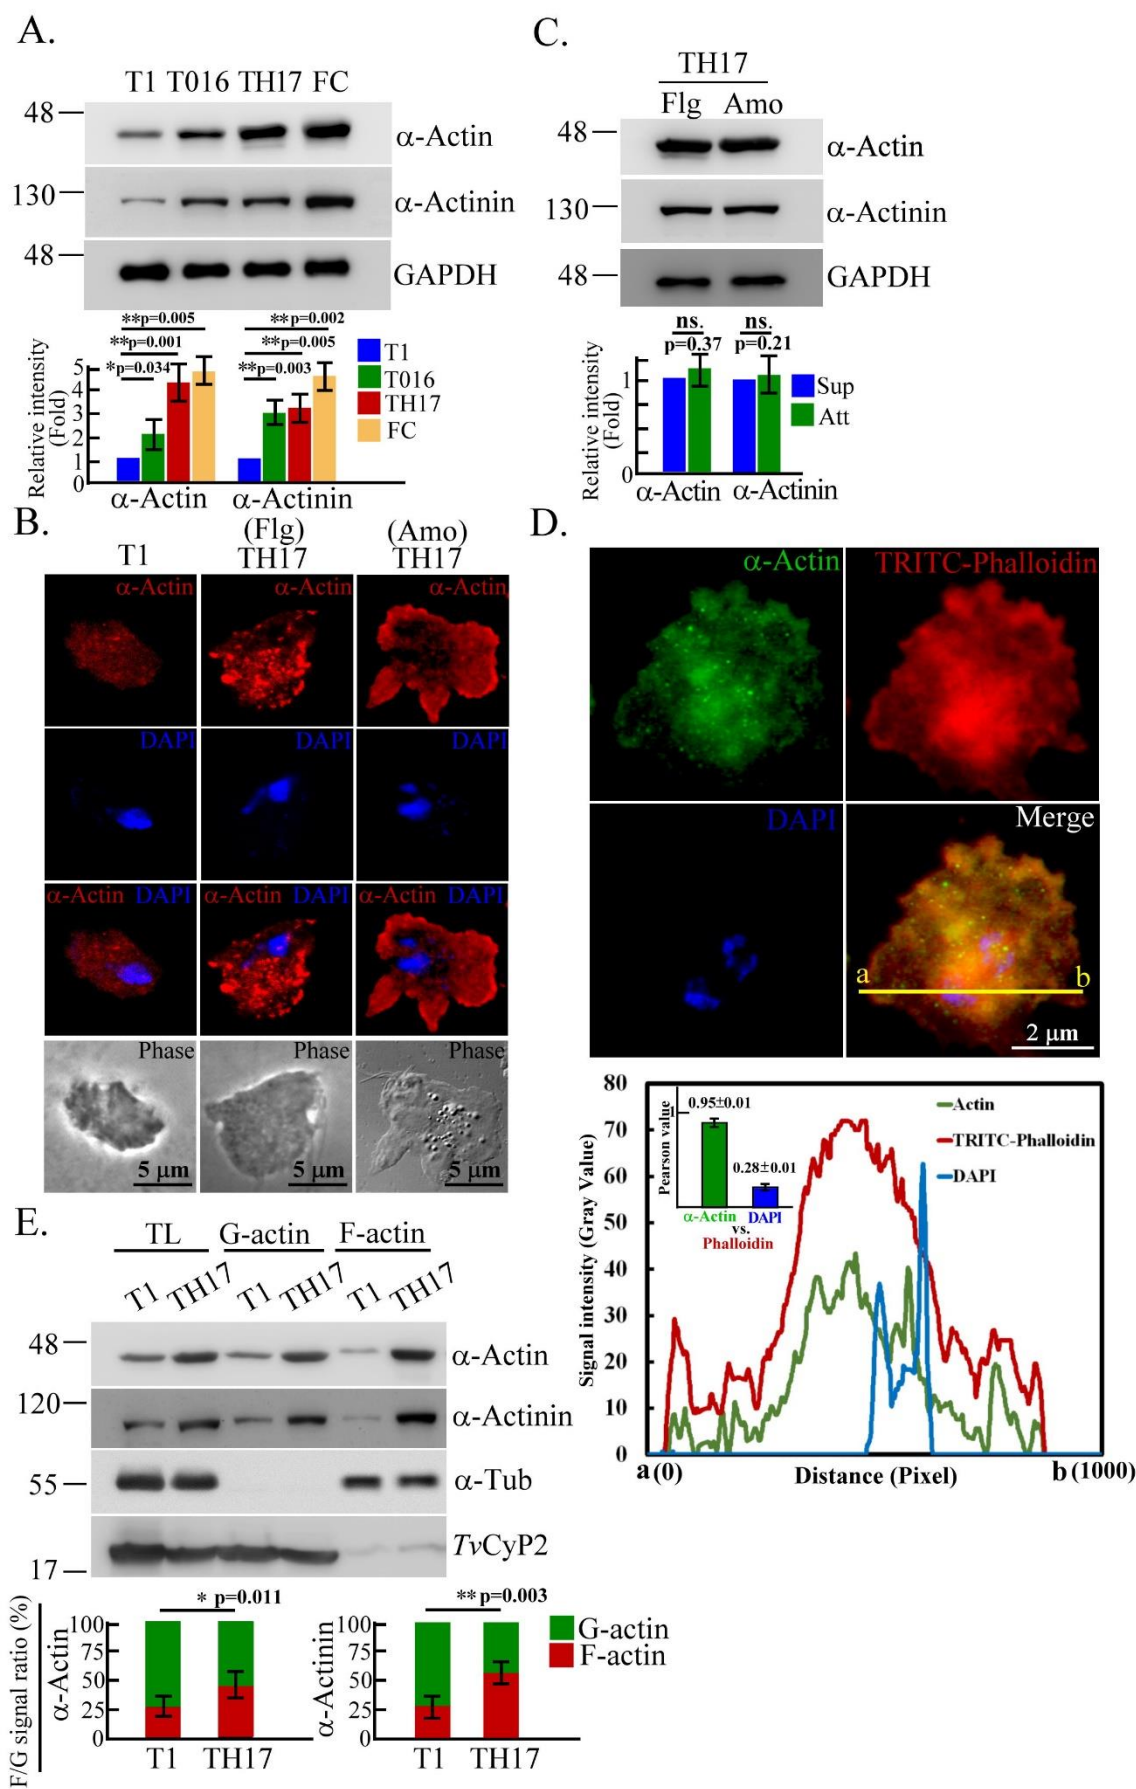 A.
T1 T016 TH17 FC
48
α-Actin
130
α-Actinin
48
GAPDH
**p=0.005
**p=0.002
**p=0.001
**p=0.005
*p=0.034
**p=0.003
Relative intensity
(Fold)
5
4
3
2
1
0
α-Actin
α-Actinin
T1
T016
TH17
FC
C.
TH17
Flg Amo
48
α-Actin
130
α-Actinin
48
GAPDH
ns.
ns.
p=0.37
p=0.21
Relative intensity
(Fold)
1
0
α-Actin
α-Actinin
Sup
Att
B.
T1
(Flg)
TH17
(Amo)
TH17
α-Actin
α-Actin
α-Actin
DAPI
DAPI
DAPI
α-Actin DAPI
α-Actin DAPI
α-Actin DAPI
Phase
Phase
Phase
5 μm
5 μm
5 μm
D.
α-Actin
TRITC-Phalloidin
DAPI
Merge
a
b
2 μm
Signal intensity (Gray Value)
80
70
60
50
40
30
20
10
0
a (0)
Distance (Pixel)
b (1000)
Pearson value
1
0.95±0.01
0.28±0.01
α-Actin DAPI
vs.
Phalloidin
Actin
TRITC-Phalloidin
DAPI
E.
TL G-actin F-actin
T1 TH17 T1 TH17 T1 TH17
48
α-Actin
120
α-Actinin
55
α-Tub
17
TvCyP2
F/G signal ratio (%)
* p=0.011
α-Actin
100
75
50
25
0
T1 TH17
** p=0.003
α-Actinin
100
75
50
25
0
T1 TH17
G-actin
F-actin